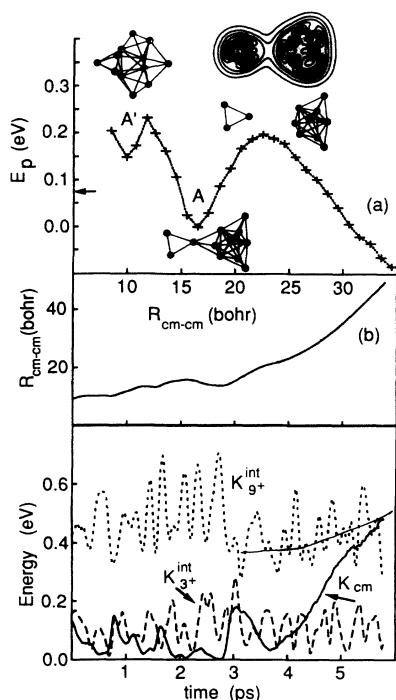 E_p (eV)
0.3
0.2
0.1
0.0
A'
A
(a)
10 15 20 25 30
R_cm-cm (bohr)
R_cm-cm (bohr)
40
20
(b)
Energy (eV)
0.6
0.4
0.2
0.0
K^int_9+
K^int_3+
K_cm
1 2 3 4 5
time (ps)